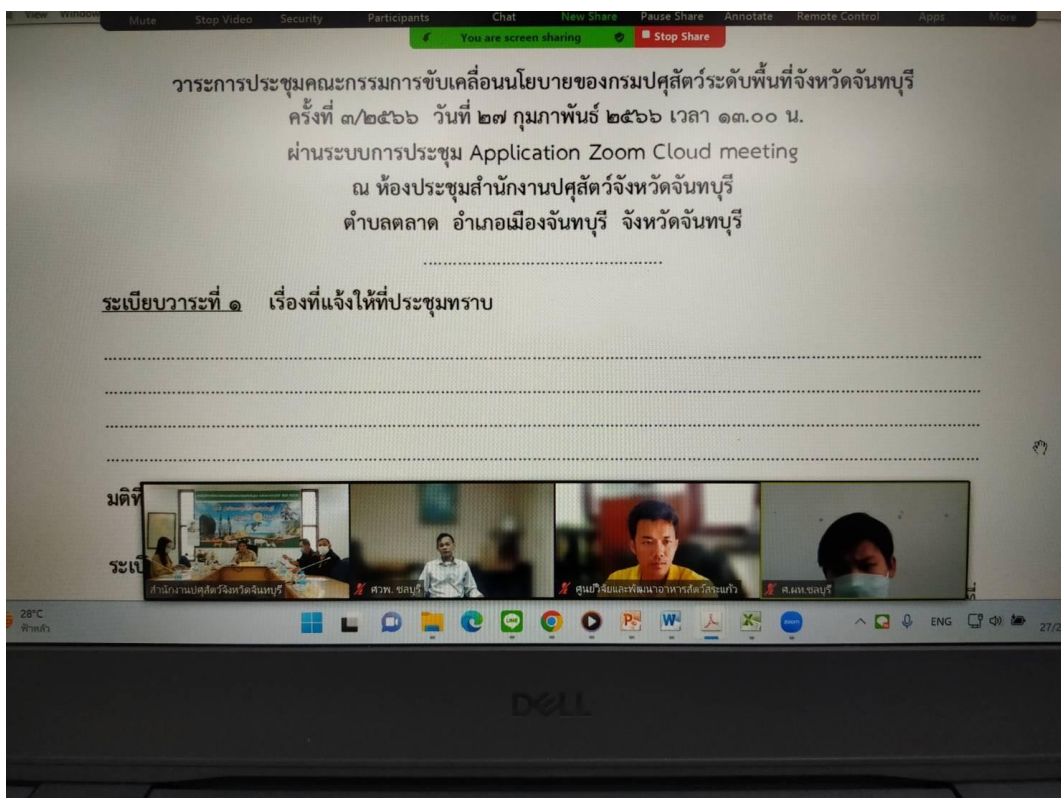 View Window
Mute Stop Video Security Participants Chat New Share Pause Share Annotate Remote Control Apps More
You are screen sharing Stop Share
วาระการประชุมคณะกรรมการขับเคลื่อนนโยบายของกรมปศุสัตว์ระดับพื้นที่จังหวัดจันทบุรี
ครั้งที่ ๓/๒๕๖๖ วันที่ ๒๗ กุมภาพันธ์ ๒๕๖๖ เวลา ๑๓.๐๐ น.
ผ่านระบบการประชุม Application Zoom Cloud meeting
ณ ห้องประชุมสำนักงานปศุสัตว์จังหวัดจันทบุรี
ตำบลตลาด อำเภอเมืองจันทบุรี จังหวัดจันทบุรี
ระเบียบวาระที่ ๑ เรื่องที่แจ้งให้ที่ประชุมทราบ
มติที่
ระเบี
สำนักงานปศุสัตว์จังหวัดจันทบุรี ศวพ. ชลบุรี ศูนย์วิจัยและพัฒนาอาหารสัตว์สระแก้ว ศ.ผท.ชลบุรี
28°C
ฟ้าหลัว
ENG
27/2
DELL